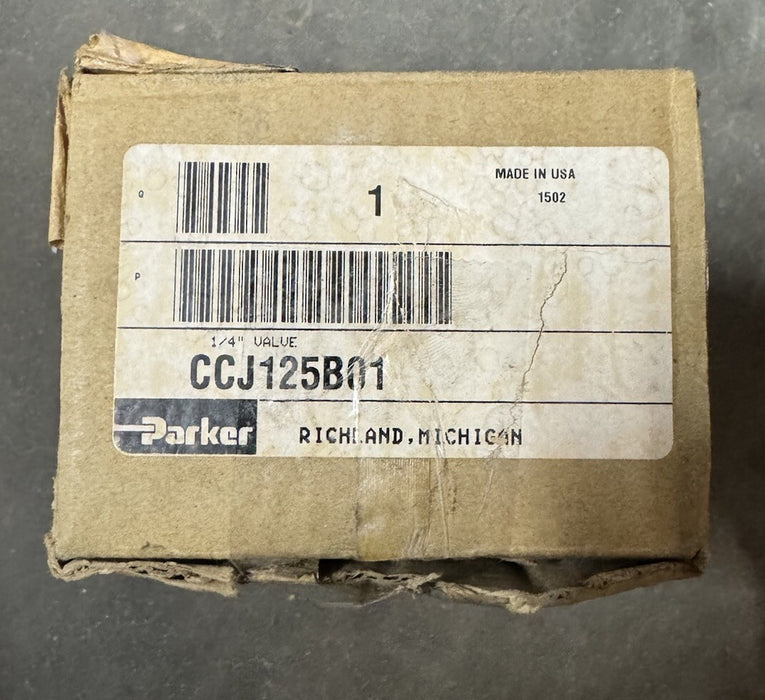 Q
1
MADE IN USA
1502
P
1/4" VALVE
CCJ125B01
Parker
RICHLAND, MICHIGAN